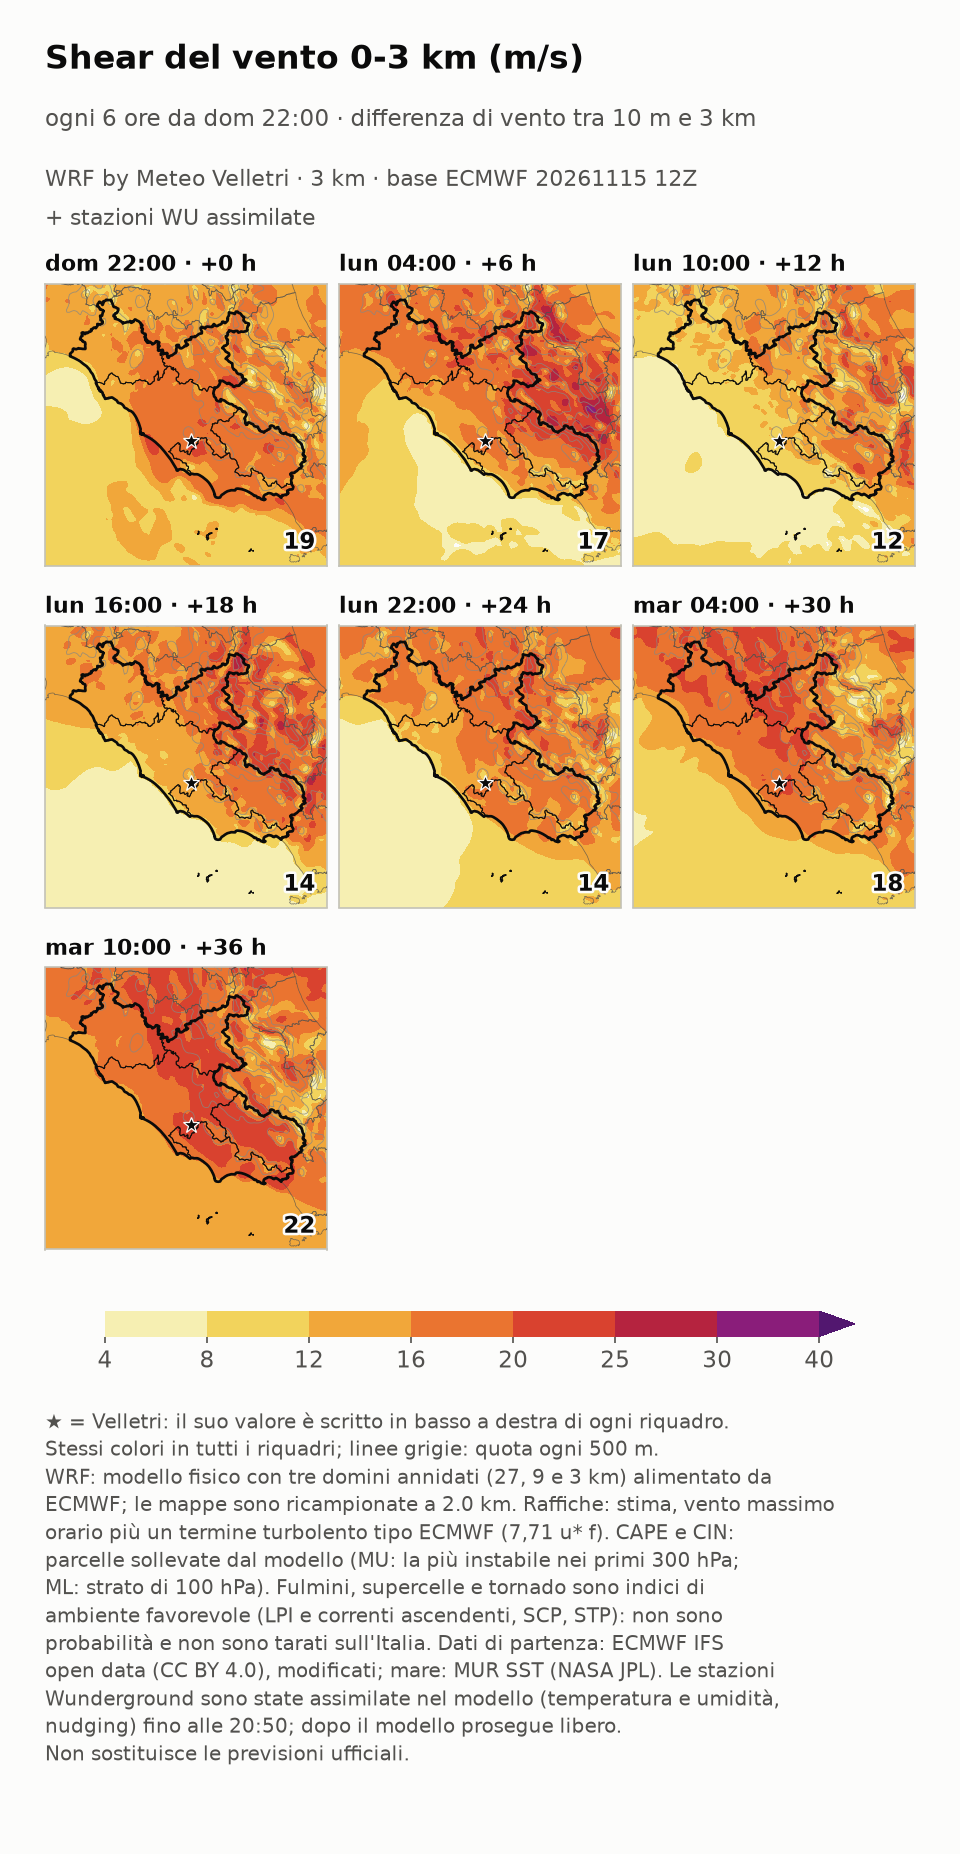 Shear del vento 0-3 km (m/s)
ogni 6 ore da dom 22:00 · differenza di vento tra 10 m e 3 km
WRF by Meteo Velletri · 3 km · base ECMWF 20261115 12Z
+ stazioni WU assimilate
dom 22:00 · +0 h
19
lun 04:00 · +6 h
17
lun 10:00 · +12 h
12
lun 16:00 · +18 h
14
lun 22:00 · +24 h
14
mar 04:00 · +30 h
18
mar 10:00 · +36 h
22
4 8 12 16 20 25 30 40
★ = Velletri: il suo valore è scritto in basso a destra di ogni riquadro.
Stessi colori in tutti i riquadri; linee grigie: quota ogni 500 m.
WRF: modello fisico con tre domini annidati (27, 9 e 3 km) alimentato da
ECMWF; le mappe sono ricampionate a 2.0 km. Raffiche: stima, vento massimo
orario più un termine turbolento tipo ECMWF (7,71 u* f). CAPE e CIN:
parcelle sollevate dal modello (MU: la più instabile nei primi 300 hPa;
ML: strato di 100 hPa). Fulmini, supercelle e tornado sono indici di
ambiente favorevole (LPI e correnti ascendenti, SCP, STP): non sono
probabilità e non sono tarati sull'Italia. Dati di partenza: ECMWF IFS
open data (CC BY 4.0), modificati; mare: MUR SST (NASA JPL). Le stazioni
Wunderground sono state assimilate nel modello (temperatura e umidità,
nudging) fino alle 20:50; dopo il modello prosegue libero.
Non sostituisce le previsioni ufficiali.